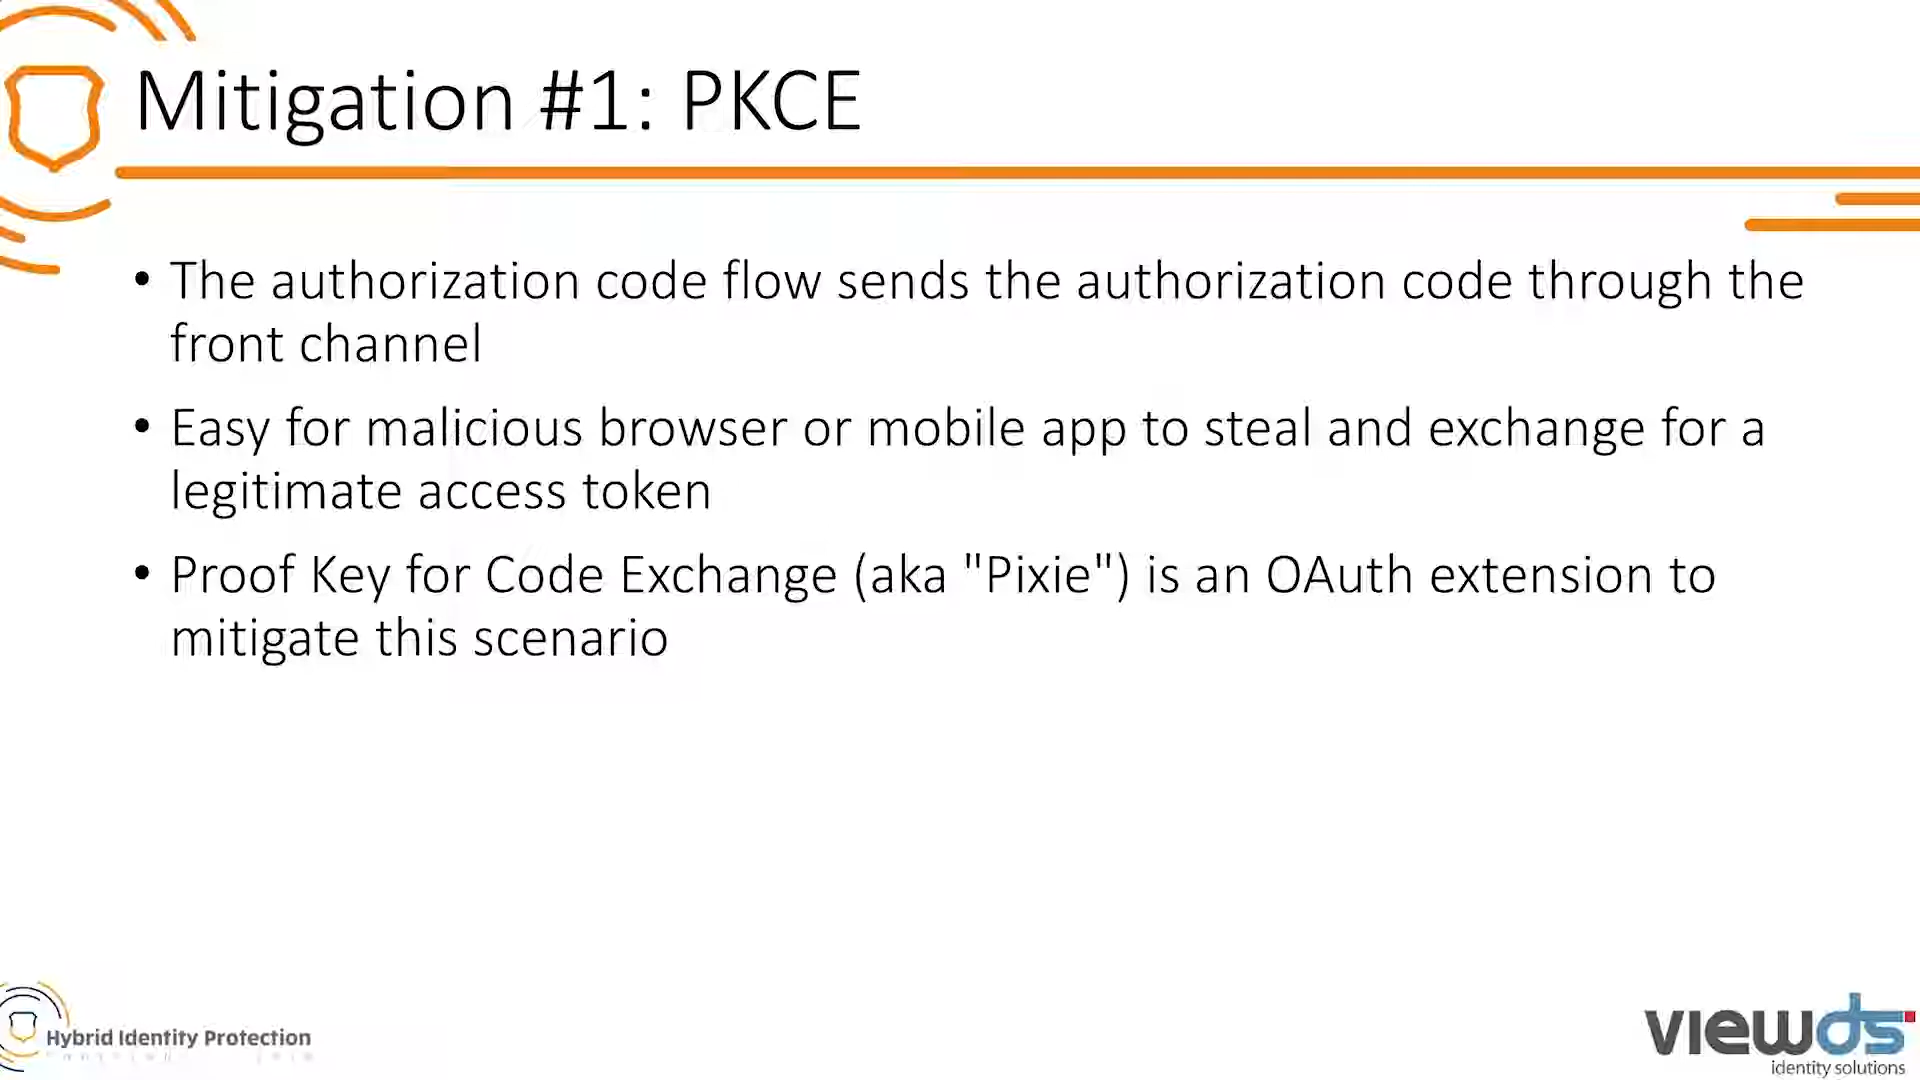 Mitigation #1: PKCE
• The authorization code flow sends the authorization code through the
front channel
• Easy for malicious browser or mobile app to steal and exchange for a
legitimate access token
• Proof Key for Code Exchange (aka "Pixie") is an OAuth extension to
mitigate this scenario
Hybrid Identity Protection
viewds
identity solutions